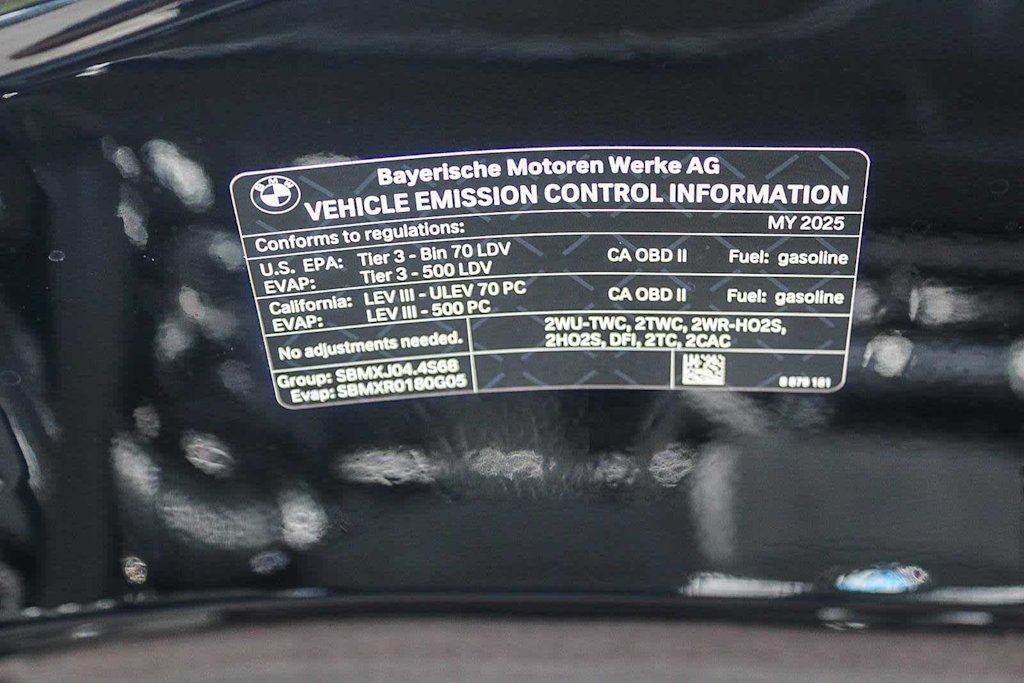 BMW
Bayerische Motoren Werke AG
VEHICLE EMISSION CONTROL INFORMATION
Conforms to regulations: MY 2025
U.S. EPA: Tier 3 - Bin 70 LDV CA OBD II Fuel: gasoline
EVAP: Tier 3 - 500 LDV
California: LEV III - ULEV 70 PC CA OBD II Fuel: gasoline
EVAP: LEV III - 500 PC
No adjustments needed. 2WU-TWC, 2TWC, 2WR-HO2S,
2HO2S, DFI, 2TC, 2CAC
Group: SBMXJ04.4S68
Evap: SBMXR0180G05